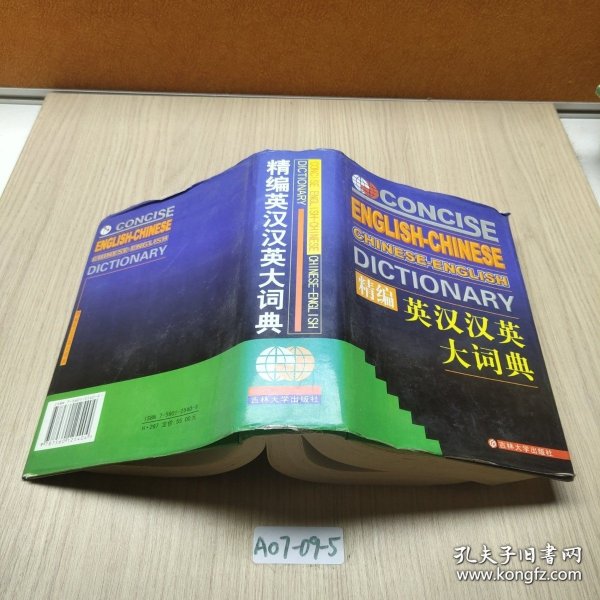 CONCISE
ENGLISH-CHINESE
CHINESE-ENGLISH
DICTIONARY
精编
英汉汉英
大词典
吉林大学出版社
精编英汉汉英大词典
CONCISE ENGLISH-CHINESE CHINESE-ENGLISH
DICTIONARY
吉林大学出版社
CONCISE
ENGLISH-CHINESE
CHINESE-ENGLISH
DICTIONARY
A07-09-5
孔夫子旧书网
www.kongfz.com